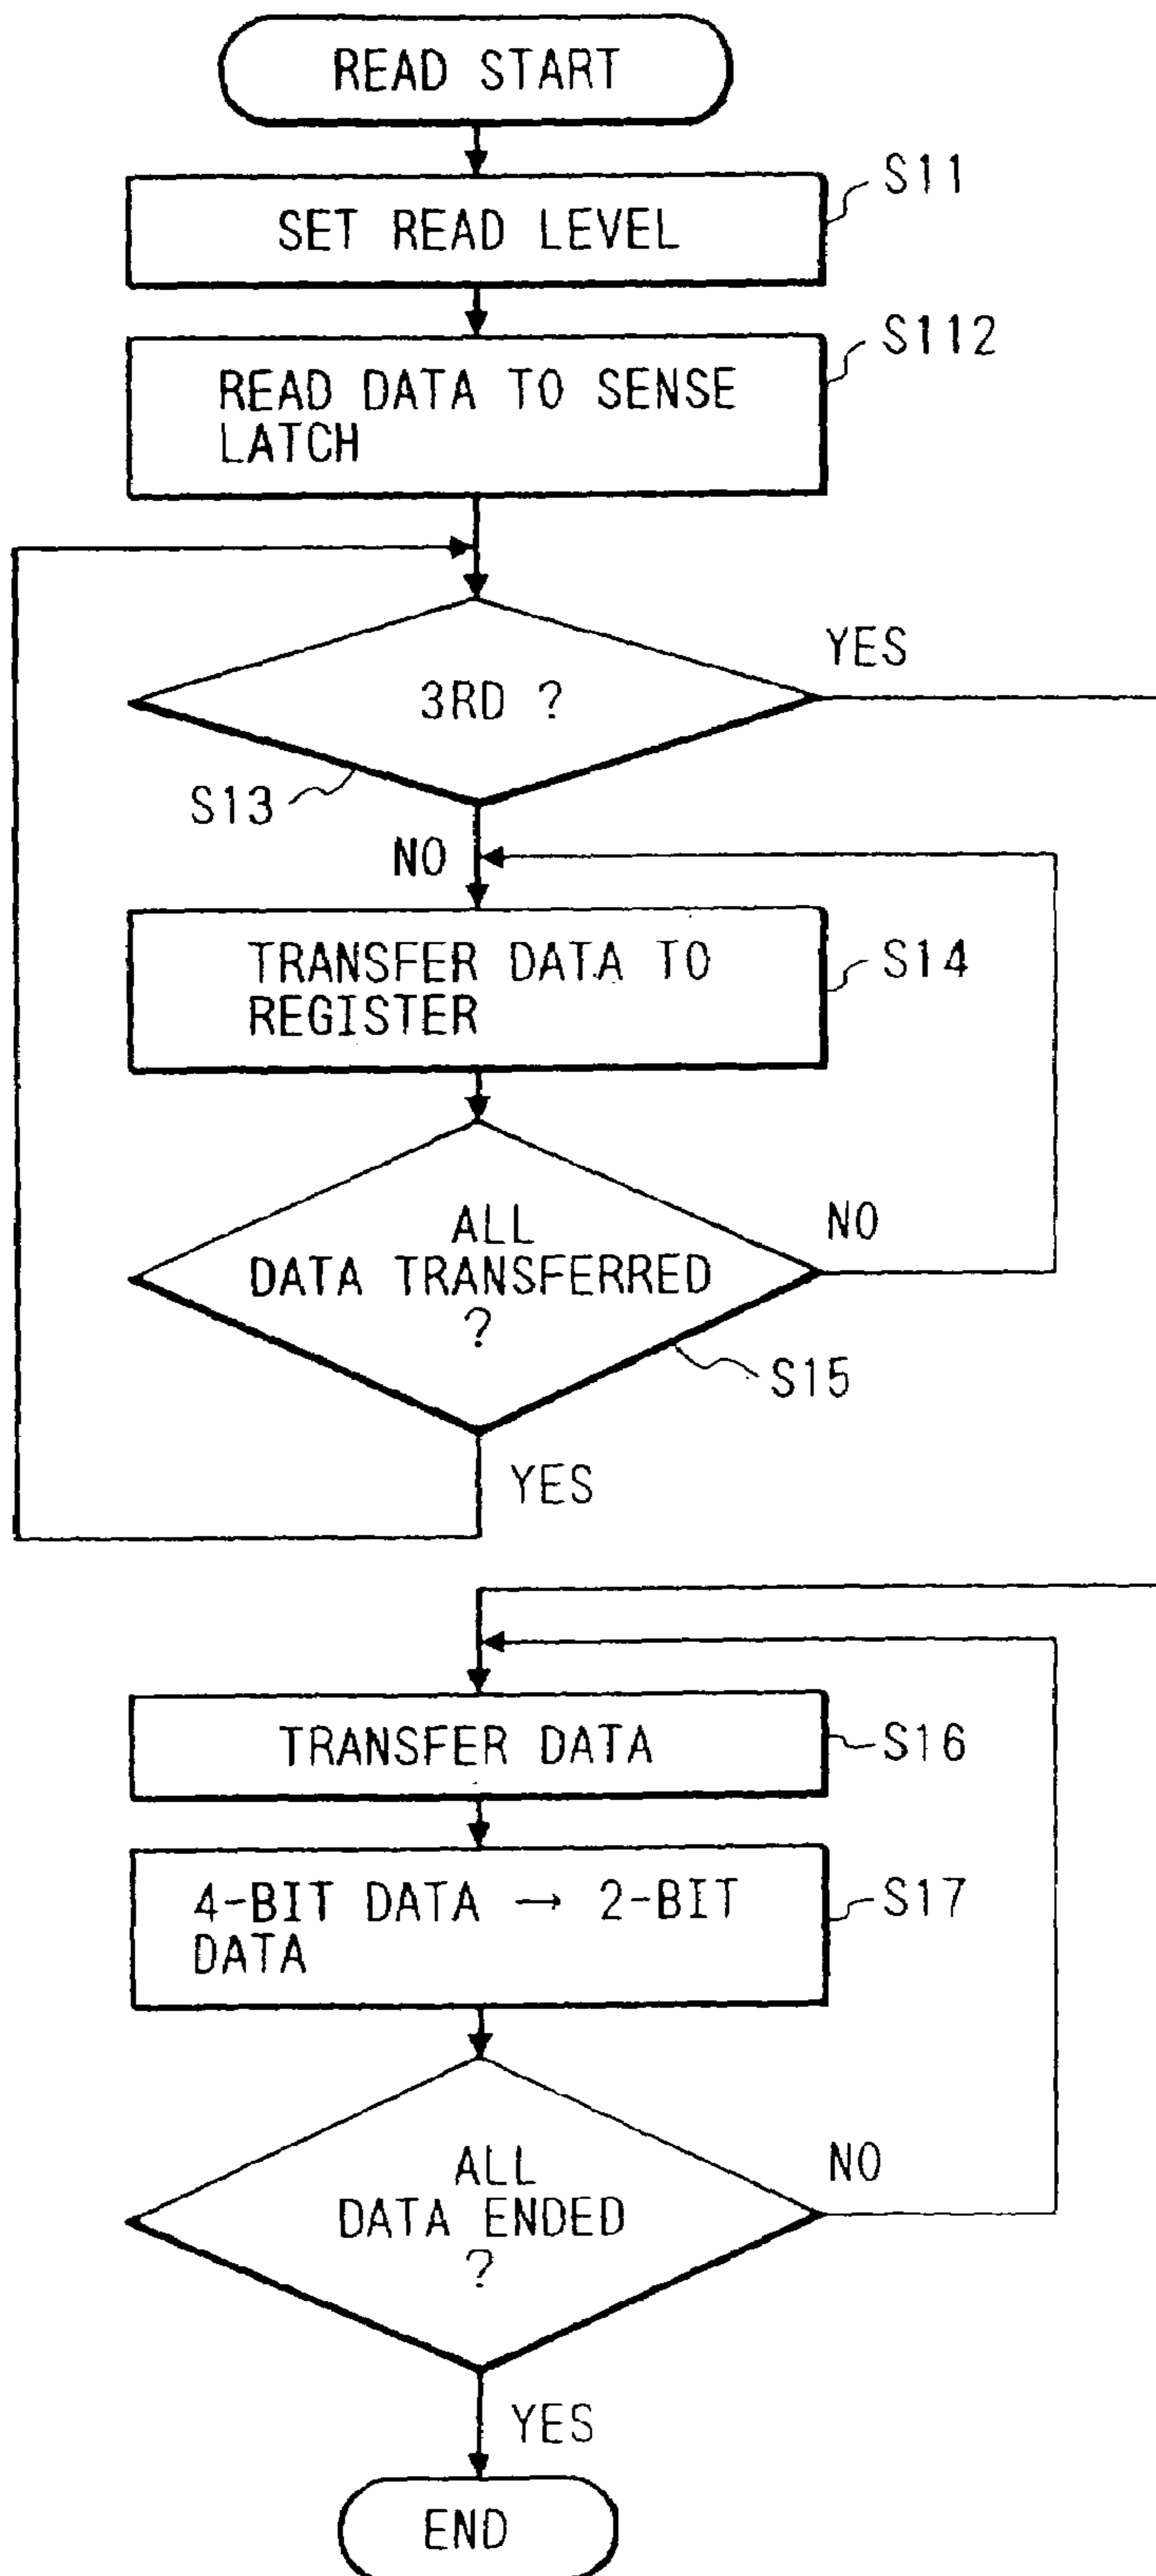 READ START
S11
SET READ LEVEL
S112
READ DATA TO SENSE
LATCH
YES
3RD ?
S13
NO
TRANSFER DATA TO
REGISTER
S14
ALL
DATA TRANSFERRED
?
NO
S15
YES
TRANSFER DATA
S16
4-BIT DATA → 2-BIT
DATA
S17
ALL
DATA ENDED
?
NO
YES
END